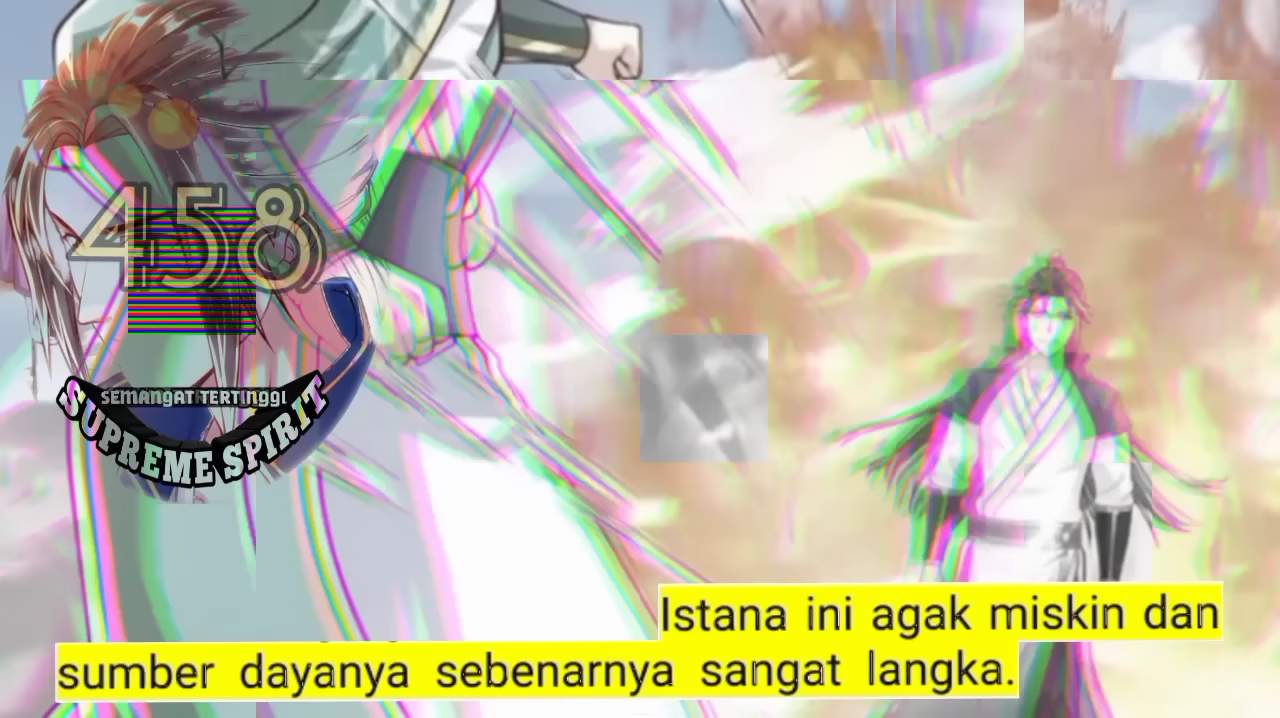 458
SEMANGAT TERTINGGI
SUPREME SPIRIT
Istana ini agak miskin dan
sumber dayanya sebenarnya sangat langka.